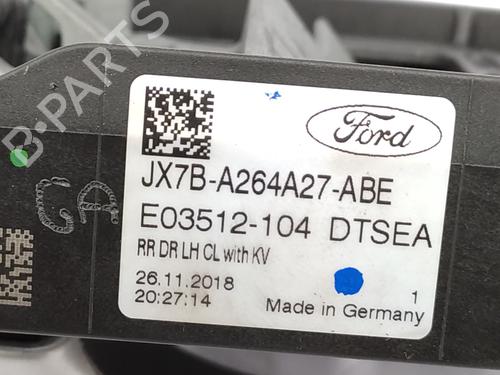 Ford
JX7B-A264A27-ABE
E03512-104 DTSEA
RR DR LH CL with KV
26.11.2018
20:27:14
1
Made in Germany
GA
B-PARTS